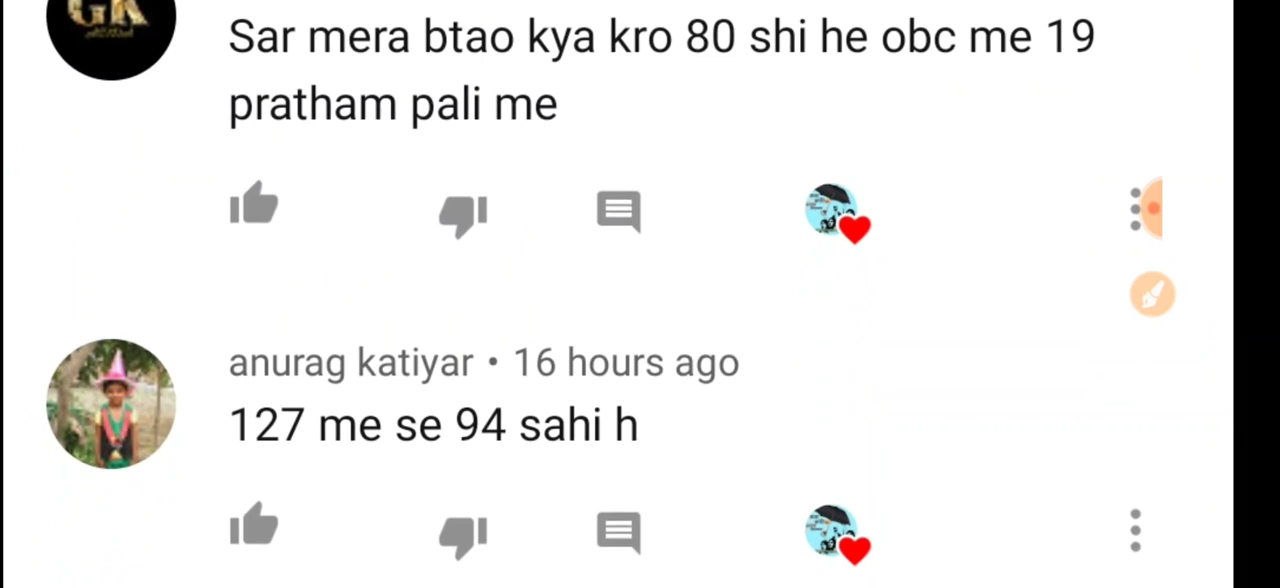 GK
Sar mera btao kya kro 80 shi he obc me 19
pratham pali me
anurag katiyar • 16 hours ago
127 me se 94 sahi h